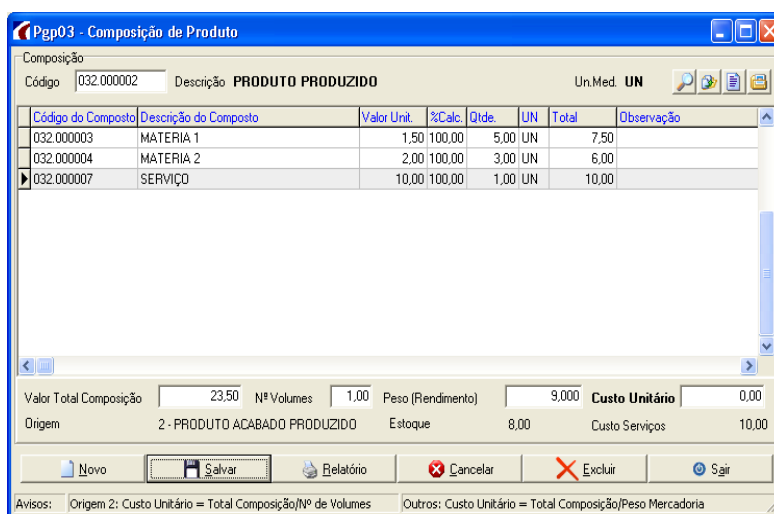 Pgp03 - Composição de Produto
Composição
Código 032.000002 Descrição PRODUTO PRODUZIDO Un.Med. UN
Código do Composto Descrição do Composto Valor Unit. %Calc. Qtde. UN Total Observação
032.000003 MATERIA 1 1,50 100,00 5,00 UN 7,50
032.000004 MATERIA 2 2,00 100,00 3,00 UN 6,00
032.000007 SERVIÇO 10,00 100,00 1,00 UN 10,00
Valor Total Composição 23,50 Nª Volumes 1,00 Peso (Rendimento) 9,000 Custo Unitário 0,00
Origem 2 - PRODUTO ACABADO PRODUZIDO Estoque 8,00 Custo Serviços 10,00
Novo Salvar Relatório Cancelar Excluir Sair
Avisos: Origem 2: Custo Unitário = Total Composição/Nº de Volumes Outros: Custo Unitário = Total Composição/Peso Mercadoria